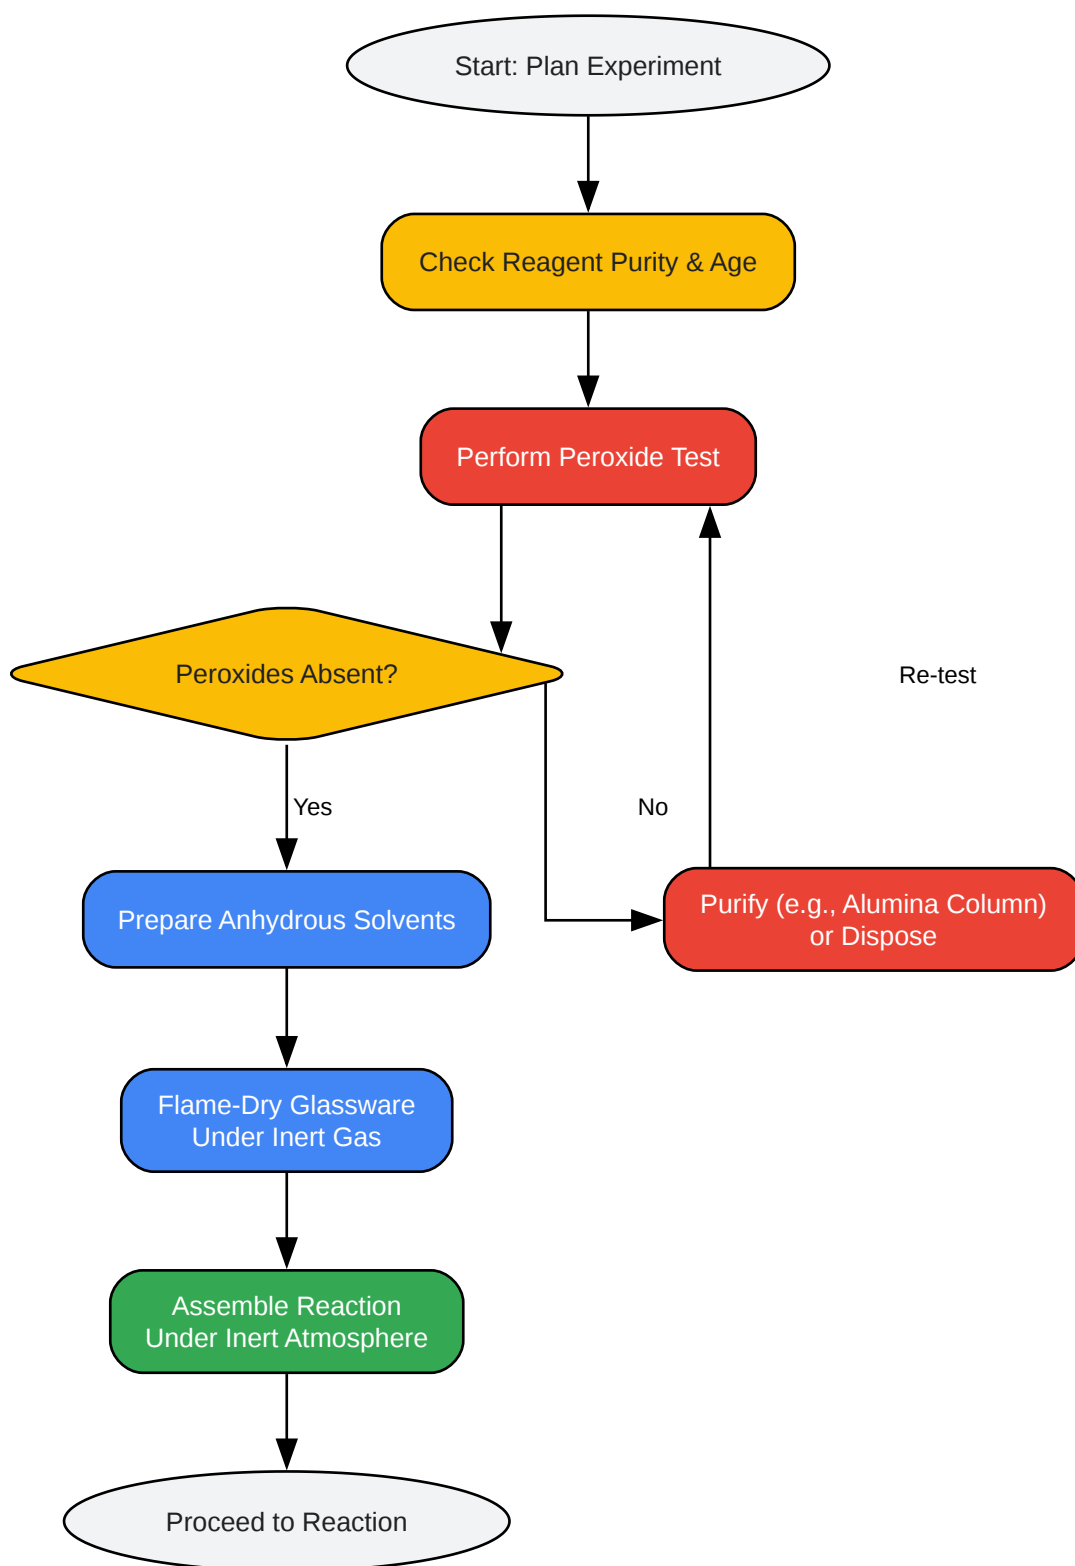 Start: Plan Experiment
Check Reagent Purity & Age
Perform Peroxide Test
Peroxides Absent?
Re-test
Yes
No
Prepare Anhydrous Solvents
Purify (e.g., Alumina Column)
or Dispose
Flame-Dry Glassware
Under Inert Gas
Assemble Reaction
Under Inert Atmosphere
Proceed to Reaction